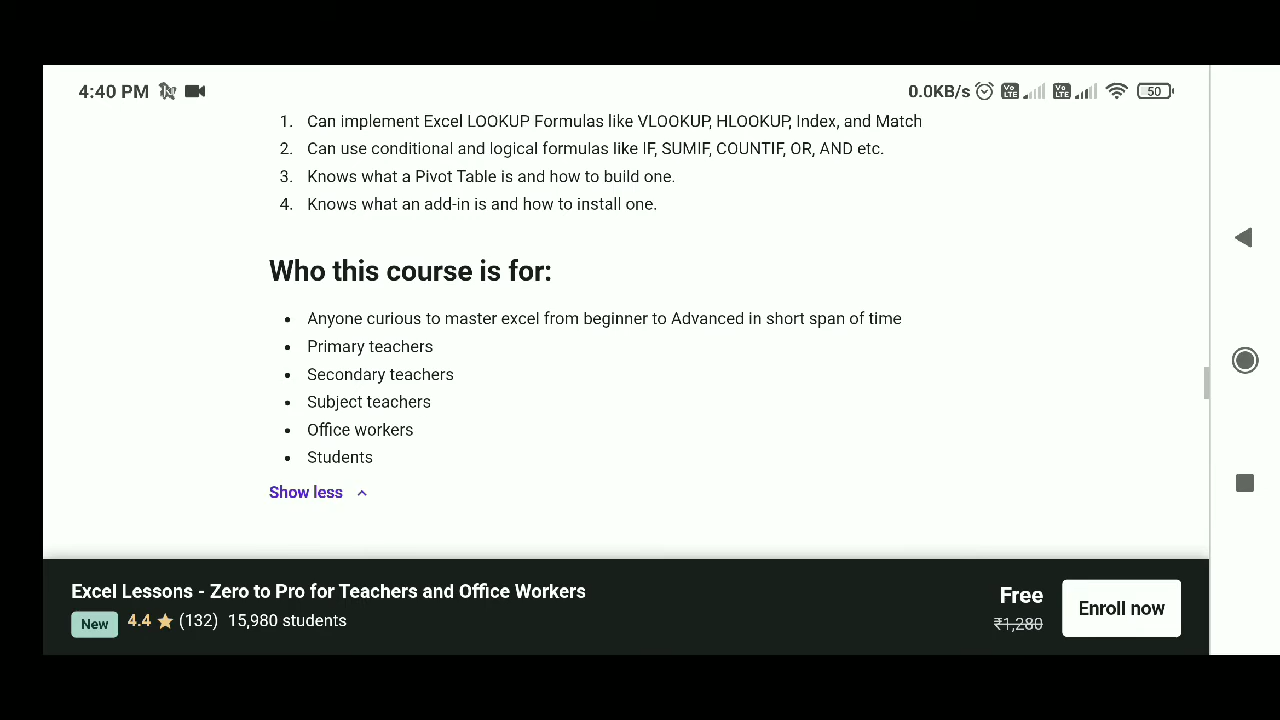 4:40 PM 0.0KB/s Vo LTE Vo LTE 50
1. Can implement Excel LOOKUP Formulas like VLOOKUP, HLOOKUP, Index, and Match
2. Can use conditional and logical formulas like IF, SUMIF, COUNTIF, OR, AND etc.
3. Knows what a Pivot Table is and how to build one.
4. Knows what an add-in is and how to install one.
Who this course is for:
• Anyone curious to master excel from beginner to Advanced in short span of time
• Primary teachers
• Secondary teachers
• Subject teachers
• Office workers
• Students
Show less
Excel Lessons - Zero to Pro for Teachers and Office Workers
New 4.4 (132) 15,980 students
Free
₹1,280
Enroll now